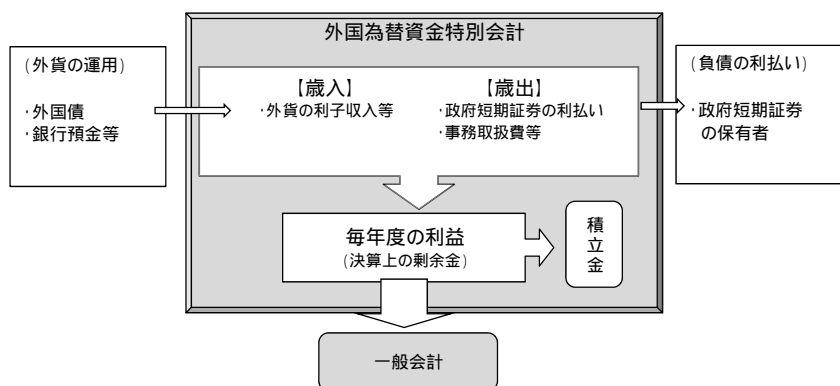 外国為替資金特別会計
(外貨の運用)
・外国債
・銀行預金等
【歳入】
・外貨の利子収入等
【歳出】
・政府短期証券の利払い
・事務取扱費等
(負債の利払い)
・政府短期証券
の保有者
毎年度の利益
(決算上の剰余金)
積立金
一般会計